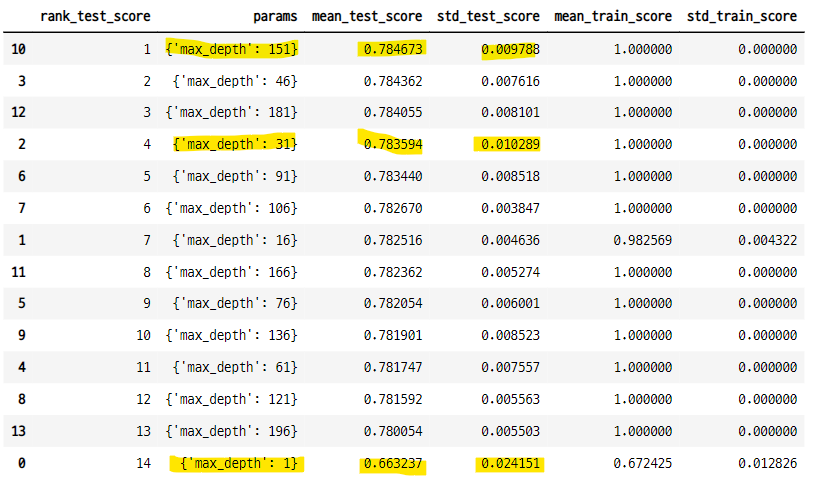 rank_test_score params mean_test_score std_test_score mean_train_score std_train_score
10 1 {'max_depth': 151} 0.784673 0.009788 1.000000 0.000000
3 2 {'max_depth': 46} 0.784362 0.007616 1.000000 0.000000
12 3 {'max_depth': 181} 0.784055 0.008101 1.000000 0.000000
2 4 {'max_depth': 31} 0.783594 0.010289 1.000000 0.000000
6 5 {'max_depth': 91} 0.783440 0.008518 1.000000 0.000000
7 6 {'max_depth': 106} 0.782670 0.003847 1.000000 0.000000
1 7 {'max_depth': 16} 0.782516 0.004636 0.982569 0.004322
11 8 {'max_depth': 166} 0.782362 0.005274 1.000000 0.000000
5 9 {'max_depth': 76} 0.782054 0.006001 1.000000 0.000000
9 10 {'max_depth': 136} 0.781901 0.008523 1.000000 0.000000
4 11 {'max_depth': 61} 0.781747 0.007557 1.000000 0.000000
8 12 {'max_depth': 121} 0.781592 0.005563 1.000000 0.000000
13 13 {'max_depth': 196} 0.780054 0.005503 1.000000 0.000000
0 14 {'max_depth': 1} 0.663237 0.024151 0.672425 0.012826